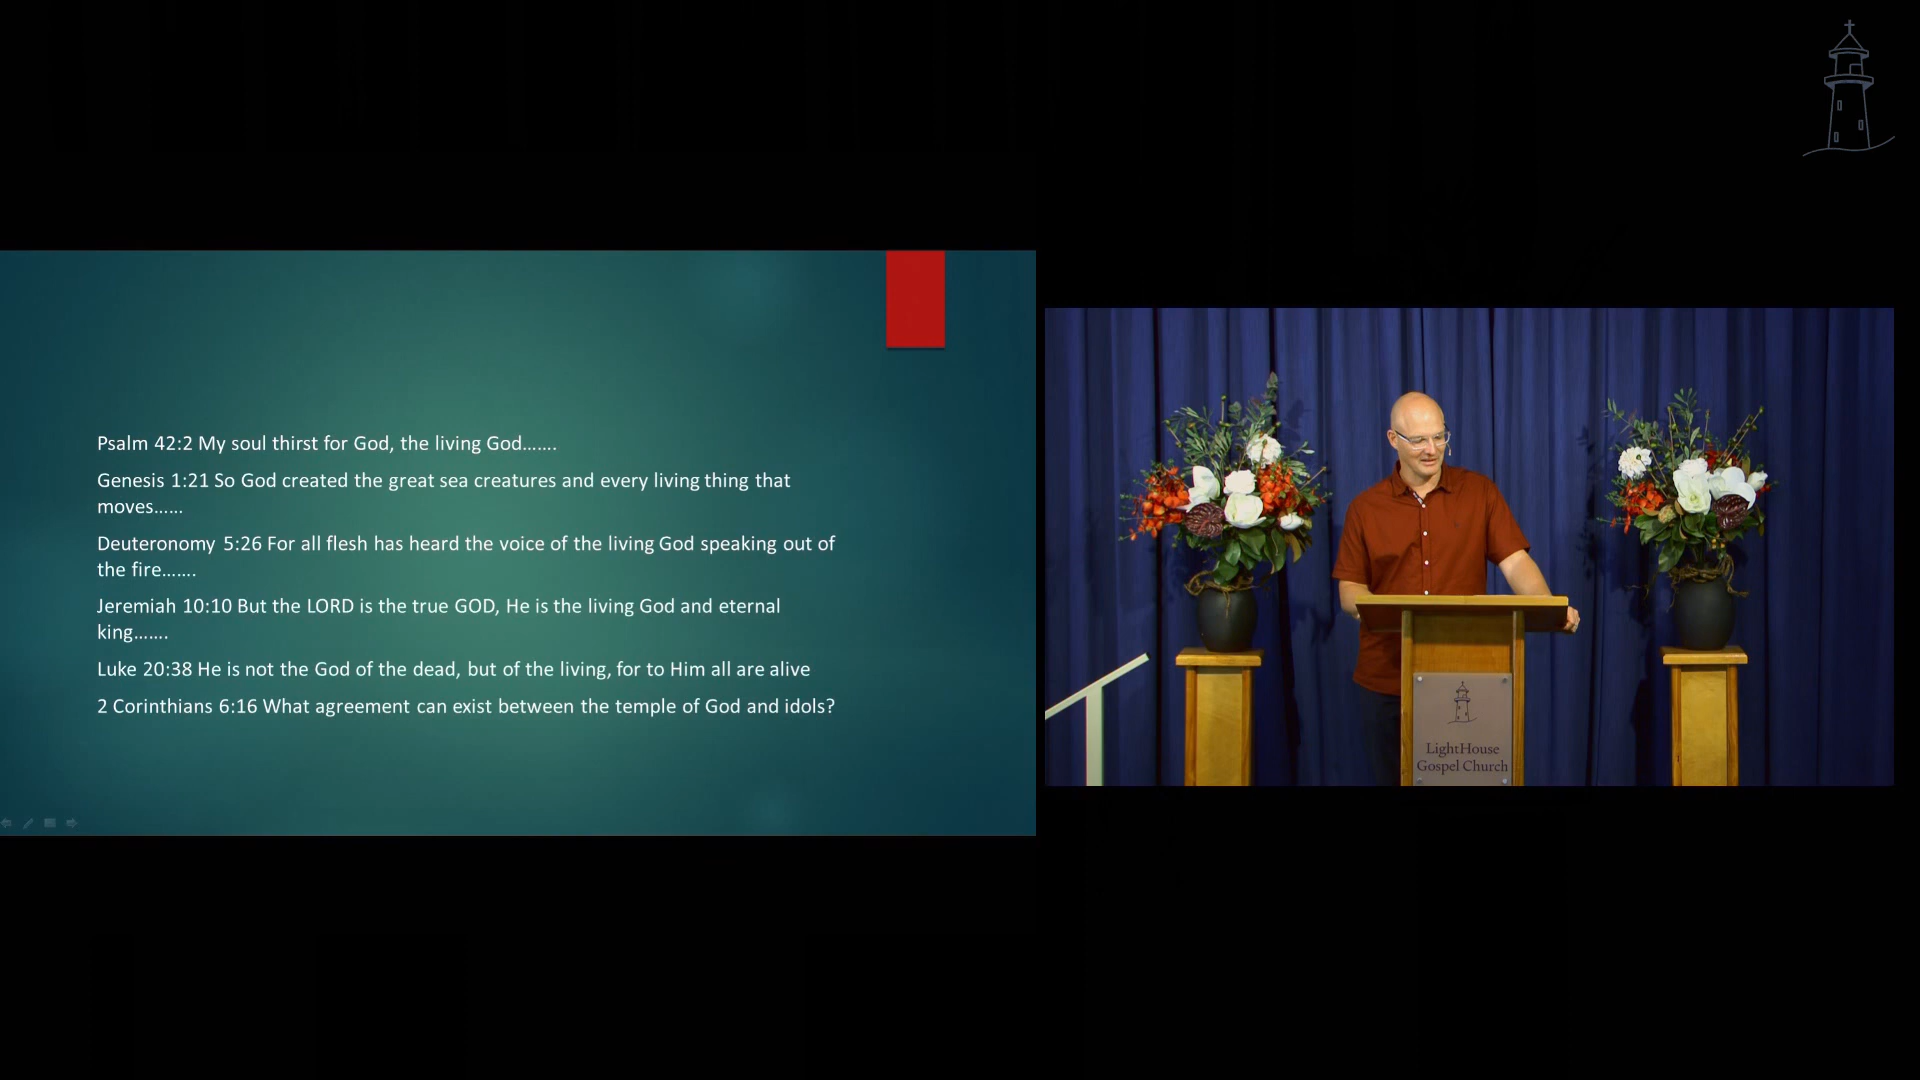 Psalm 42:2 My soul thirst for God, the living God.......
Genesis 1:21 So God created the great sea creatures and every living thing that
moves......
Deuteronomy 5:26 For all flesh has heard the voice of the living God speaking out of
the fire.......
Jeremiah 10:10 But the LORD is the true GOD, He is the living God and eternal
king.......
Luke 20:38 He is not the God of the dead, but of the living, for to Him all are alive
2 Corinthians 6:16 What agreement can exist between the temple of God and idols?
LightHouse
Gospel Church